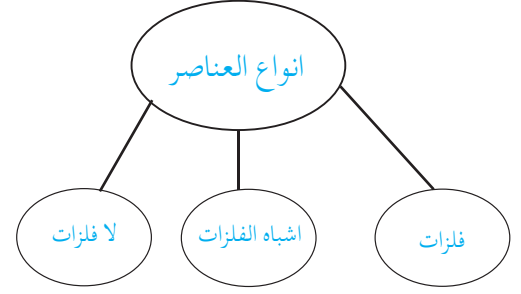 انواع العناصر
فلزات
اشباه الفلزات
لا فلزات